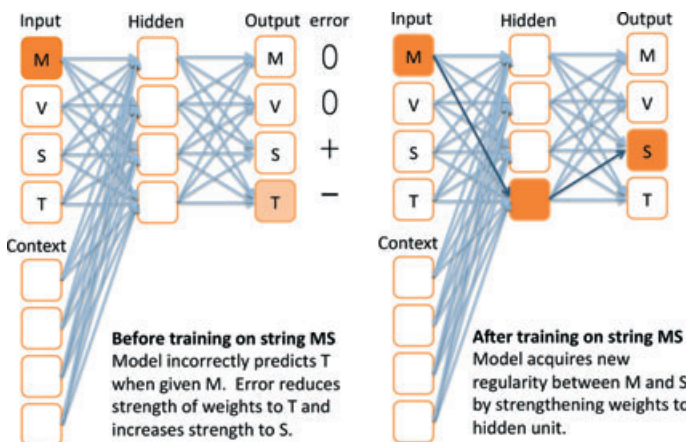 Input Hidden Output error
M M 0
V V 0
S S +
T T −
Context
Before training on string MS
Model incorrectly predicts T
when given M. Error reduces
strength of weights to T and
increases strength to S.
Input Hidden Output
M M
V V
S S
T T
Context
After training on string MS
Model acquires new
regularity between M and S
by strengthening weights to
hidden unit.